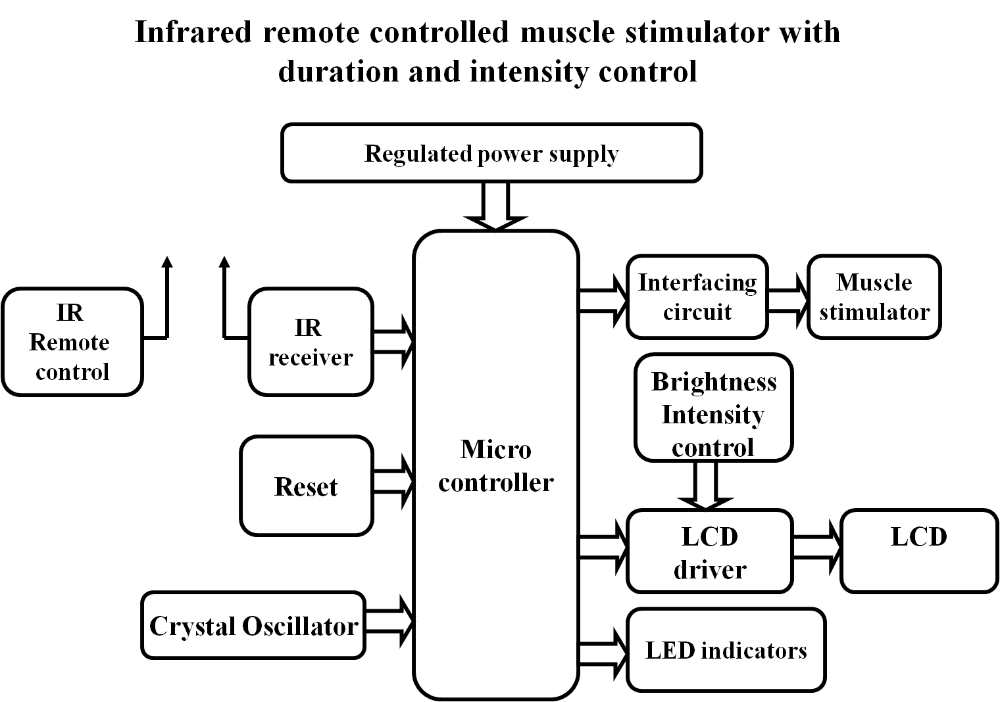 Infrared remote controlled muscle stimulator with
duration and intensity control
Regulated power supply
IR
Remote
control
IR
receiver
Interfacing
circuit
Muscle
stimulator
Brightness
Intensity
control
Micro
controller
Reset
LCD
driver
LCD
Crystal Oscillator
LED indicators